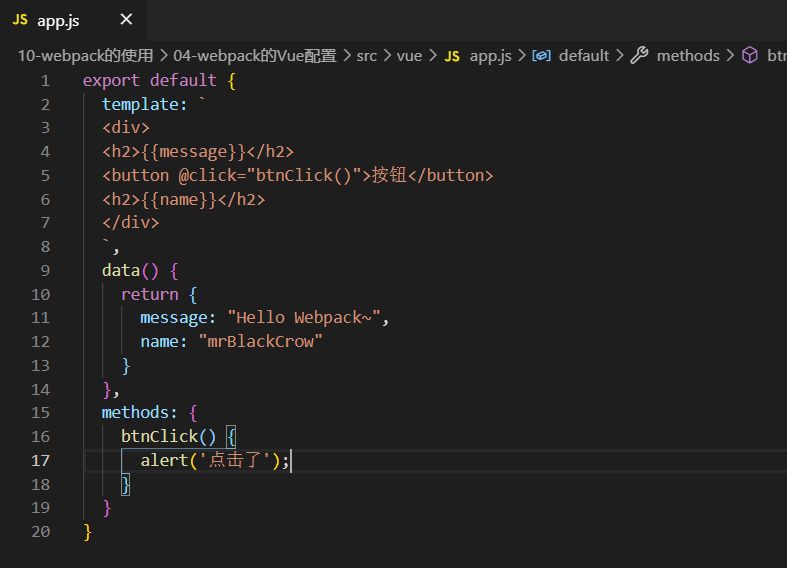 JS app.js ×
10-webpack的使用 > 04-webpack的Vue配置 > src > vue > JS app.js > default > methods > btn
1 export default {
2   template: `
3   <div>
4   <h2>{{message}}</h2>
5   <button @click="btnClick()">按钮</button>
6   <h2>{{name}}</h2>
7   </div>
8   `,
9   data() {
10     return {
11       message: "Hello Webpack~",
12       name: "mrBlackCrow"
13     }
14   },
15   methods: {
16     btnClick() {
17       alert('点击了');
18     }
19   }
20 }